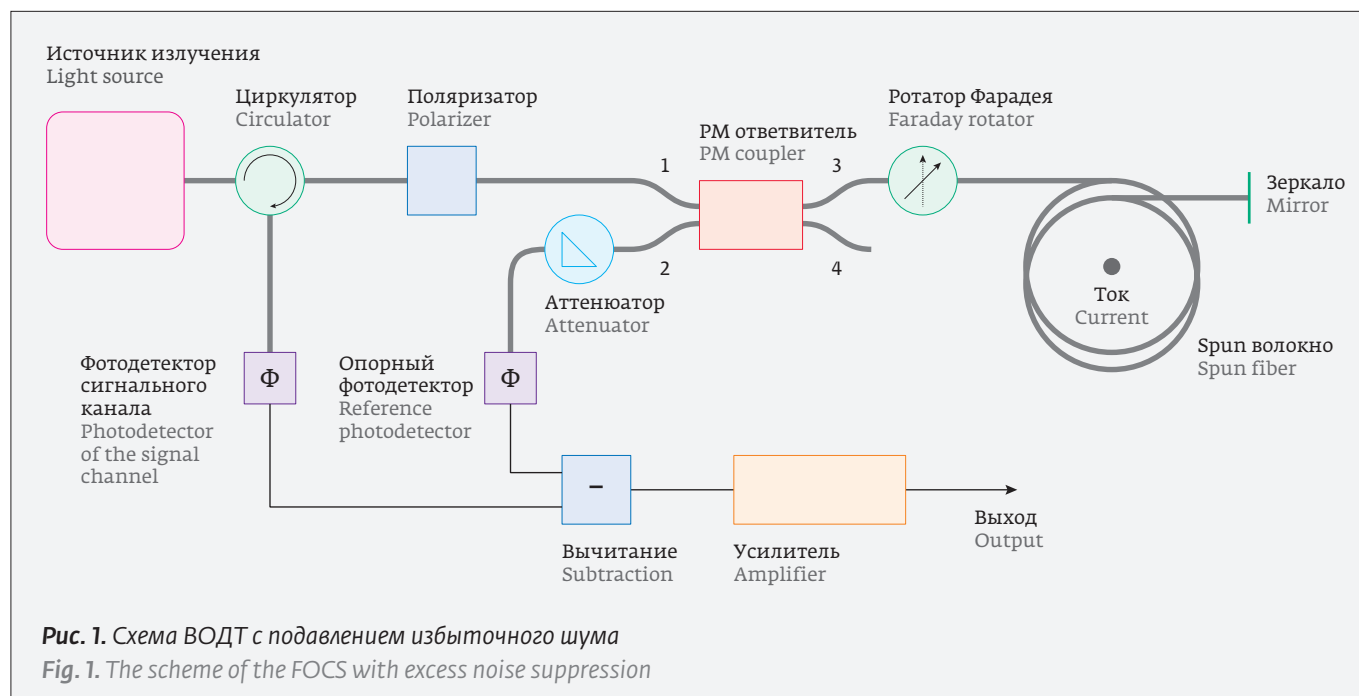 Источник излучения
Light source
Циркулятор
Circulator
Поляризатор
Polarizer
PM ответвитель
PM coupler
Ротатор Фарадея
Faraday rotator
1
3
Зеркало
Mirror
2
4
Аттенюатор
Attenuator
Ток
Current
Spun волокно
Spun fiber
Фотодетектор
сигнального
канала
Photodetector
of the signal
channel
Ф
Опорный
фотодетектор
Reference
photodetector
Ф
–
Вычитание
Subtraction
Усилитель
Amplifier
Выход
Output
Рис. 1. Схема ВОДТ с подавлением избыточного шума
Fig. 1. The scheme of the FOCS with excess noise suppression